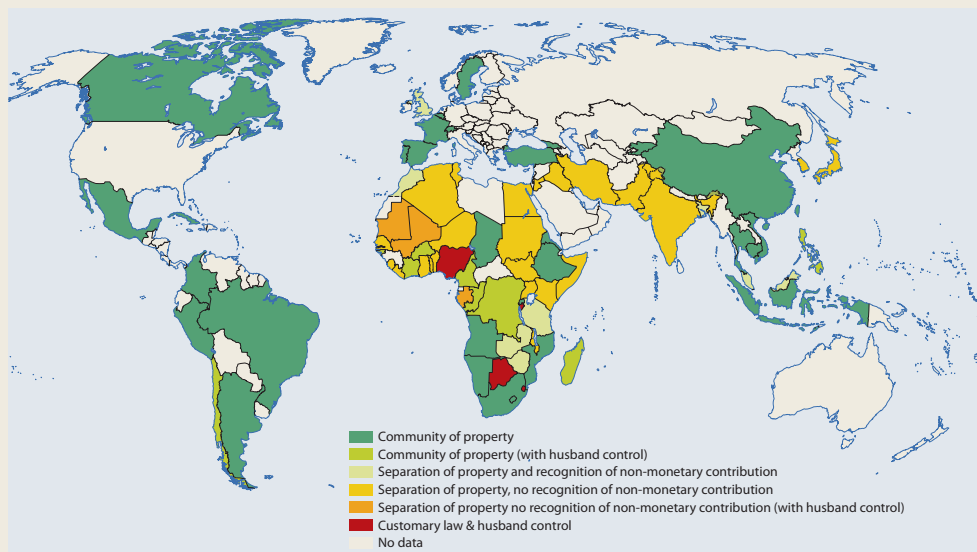 Community of property
Community of property (with husband control)
Separation of property and recognition of non-monetary contribution
Separation of property, no recognition of non-monetary contribution
Separation of property no recognition of non-monetary contribution (with husband control)
Customary law & husband control
No data